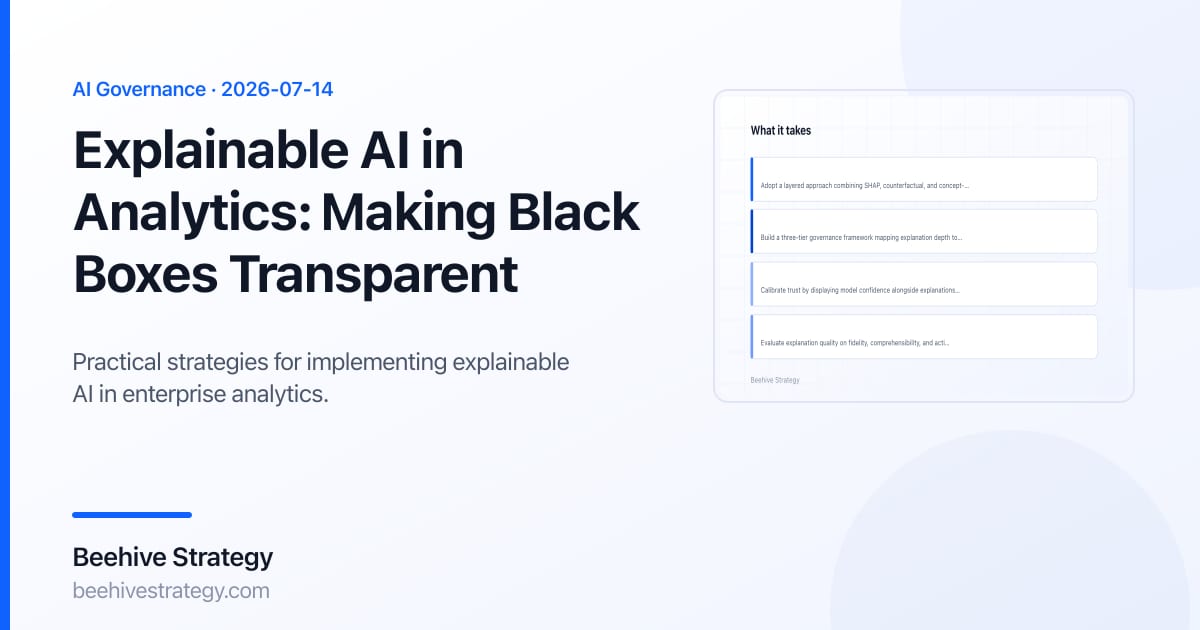 AI Governance · 2026-07-14
Explainable AI in
Analytics: Making Black
Boxes Transparent
Practical strategies for implementing explainable
AI in enterprise analytics.
Beehive Strategy
beehivestrategy.com
What it takes
Adopt a layered approach combining SHAP, counterfactual, and concept-...
Build a three-tier governance framework mapping explanation depth to...
Calibrate trust by displaying model confidence alongside explanations...
Evaluate explanation quality on fidelity, comprehensibility, and acti...
Beehive Strategy